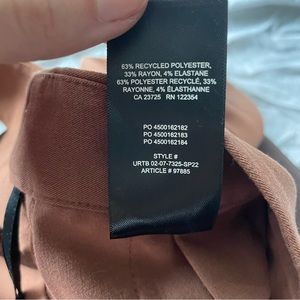 63% RECYCLED POLYESTER,
33% RAYON, 4% ELASTANE
63% POLYESTER RECYCLÉ, 33%
RAYONNE, 4% ÉLASTHANNE
CA 23725 RN 122354
PO 4500162182
PO 4500162183
PO 4500162184
STYLE #
URTB 02-07-7325-SP22
ARTICLE # 97885